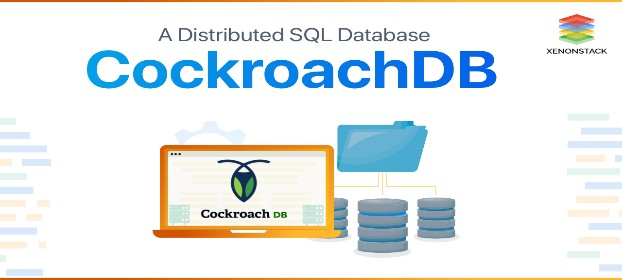 A Distributed SQL Database
CockroachDB
XENONSTACK
Cockroach DB